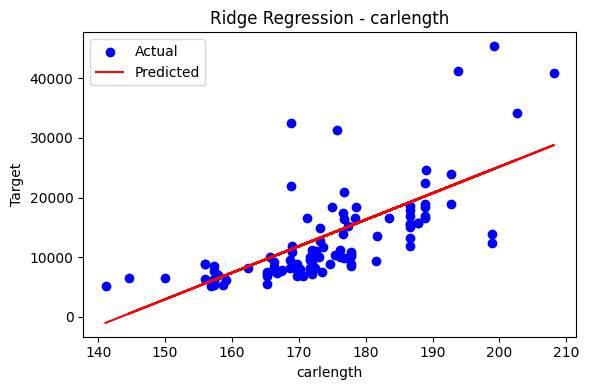 Ridge Regression - carlength
Actual
Predicted
Target
40000
30000
20000
10000
0
140 150 160 170 180 190 200 210
carlength